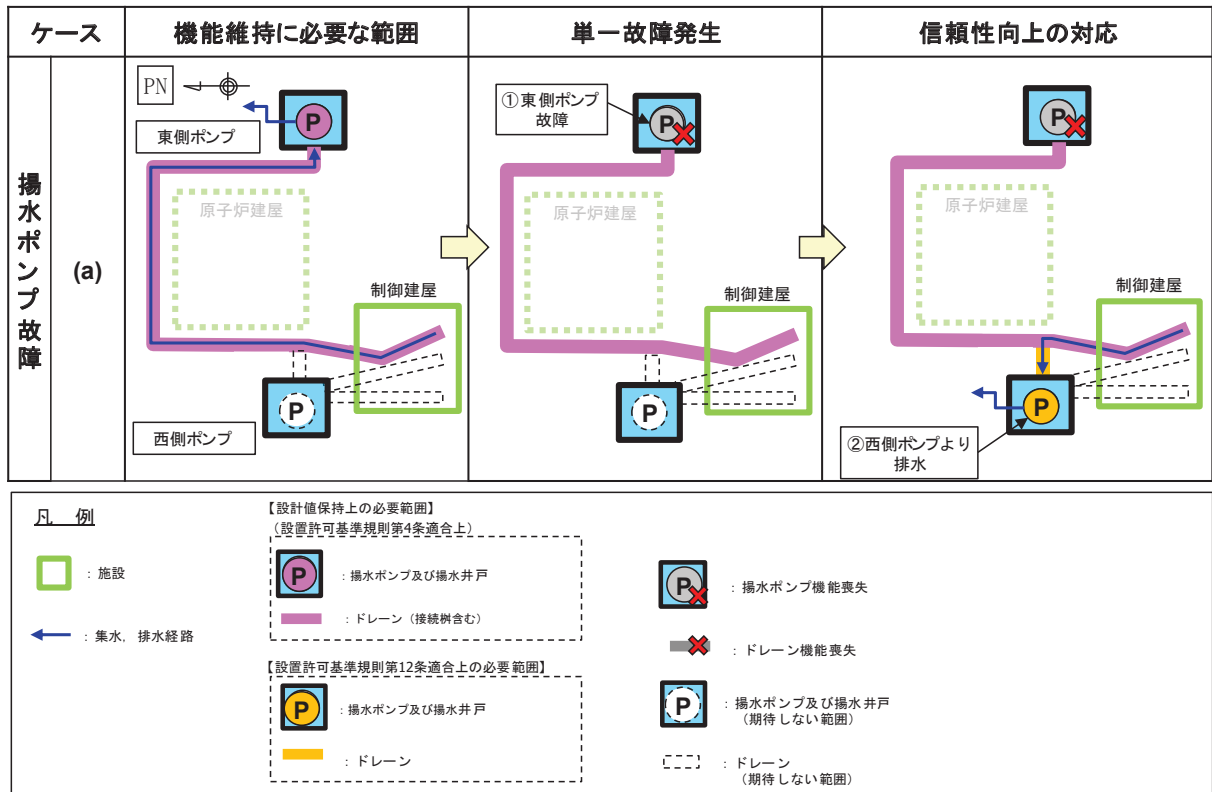 ケース
機能維持に必要な範囲
単一故障発生
信頼性向上の対応
揚水ポンプ故障
(a)
PN
P
東側ポンプ
原子炉建屋
制御建屋
P
西側ポンプ
①東側ポンプ
故障
P
原子炉建屋
制御建屋
P
P
原子炉建屋
制御建屋
P
②西側ポンプより
排水
凡 例
：施設
：集水，排水経路
【設計値保持上の必要範囲】
（設置許可基準規則第4条適合上）
P
：揚水ポンプ及び揚水井戸
：ドレーン（接続桝含む）
【設置許可基準規則第12条適合上の必要範囲】
P
：揚水ポンプ及び揚水井戸
：ドレーン
P
：揚水ポンプ機能喪失
：ドレーン機能喪失
P
：揚水ポンプ及び揚水井戸
（期待しない範囲）
：ドレーン
（期待しない範囲）